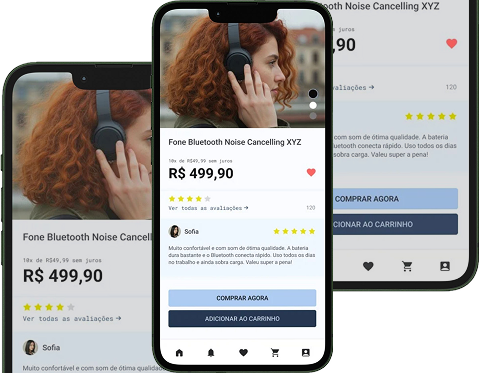 Fone Bluetooth Noise Cancelling XYZ
10x de R$49,99 sem juros
R$ 499,90
Ver todas as avaliações →
120
Sofia
Muito confortável e com som de ótima qualidade. A bateria
dura bastante e o Bluetooth conecta rápido. Uso todos os dias
no trabalho e ainda sobra carga. Valeu super a pena!
COMPRAR AGORA
ADICIONAR AO CARRINHO
Fone Bluetooth Noise Cancelling
10x de R$49,99 sem juros
R$ 499,90
Ver todas as avaliações →
Sofia
Muito confortável e com som de ótima qualidade
Noise Cancelling XYZ
,90
avaliações →
120
com som de ótima qualidade. A bateria
Bluetooth conecta rápido. Uso todos os dias
sobra carga. Valeu super a pena!
COMPRAR AGORA
DICIONAR AO CARRINHO